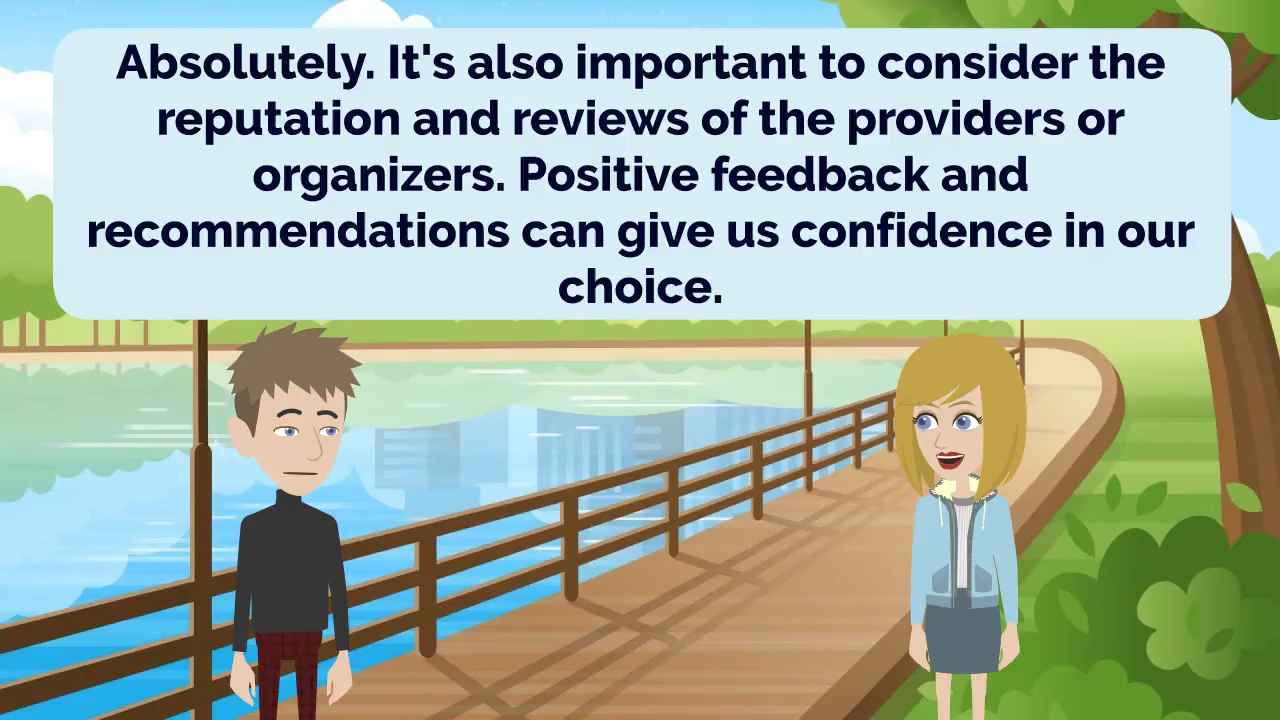 Absolutely. It's also important to consider the
reputation and reviews of the providers or
organizers. Positive feedback and
recommendations can give us confidence in our
choice.